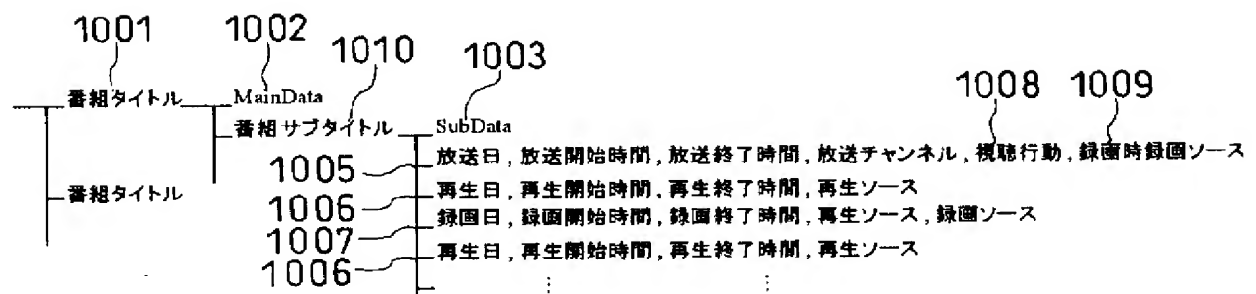 1001 1002 1010 1003 1008 1009
番組タイトル MainData
番組サブタイトル SubData
1005 放送日,放送開始時間,放送終了時間,放送チャンネル,視聴行動,録画時録画ソース
番組タイトル 1006 再生日,再生開始時間,再生終了時間,再生ソース
1007 録画日,録画開始時間,録画終了時間,再生ソース,録画ソース
1006 再生日,再生開始時間,再生終了時間,再生ソース
⋮ ⋮